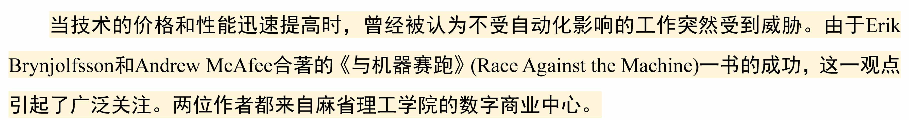 当技术的价格和性能迅速提高时，曾经被认为不受自动化影响的工作突然受到威胁。由于Erik
Brynjolfsson和Andrew McAfee合著的《与机器赛跑》(Race Against the Machine)一书的成功，这一观点
引起了广泛关注。两位作者都来自麻省理工学院的数字商业中心。